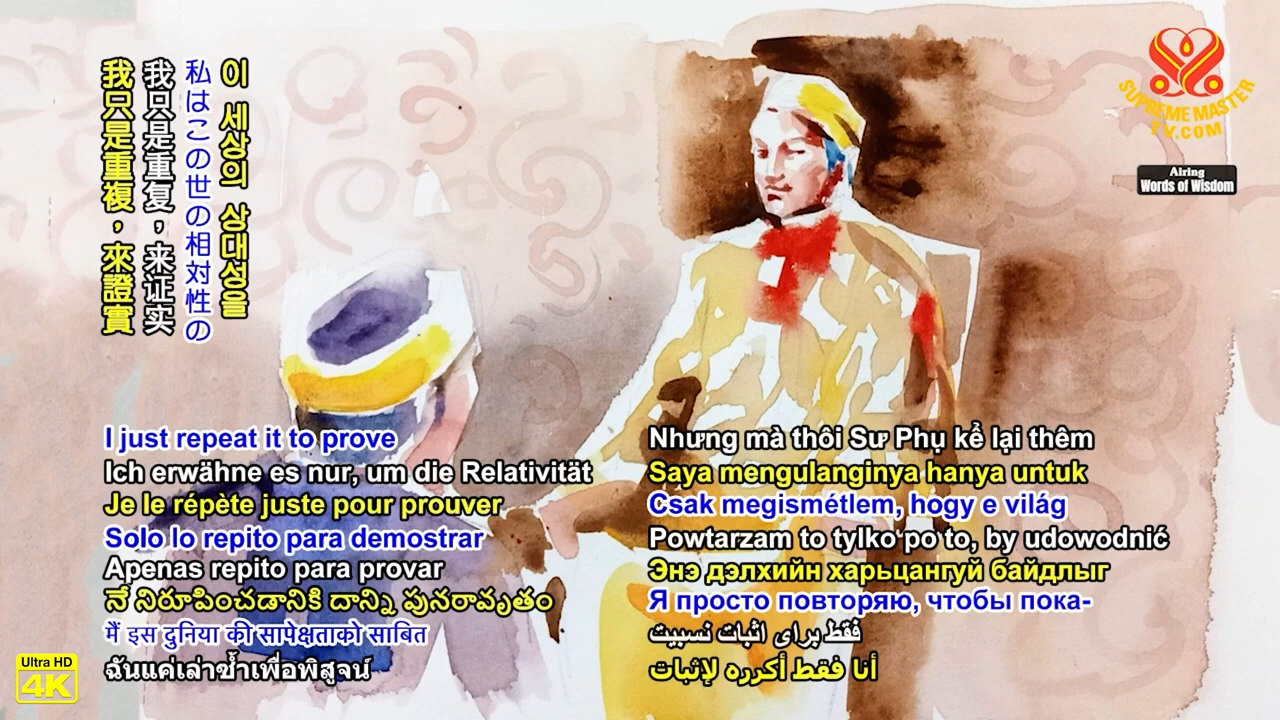 我只是重複，來證實
我只是重复，来证实
私はこの世の相対性の
이 세상의 상대성을
SUPREME MASTER
TV.COM
Airing
Words of Wisdom
I just repeat it to prove
Ich erwähne es nur, um die Relativität
Je le répète juste pour prouver
Solo lo repito para demostrar
Apenas repito para provar
నే నిరూపించడానికి దాన్ని పునరావృతం
मैं इस दुनिया की सापेक्षताको साबित
ฉันแค่เล่าซ้ำเพื่อพิสูจน์
Nhưng mà thôi Sư Phụ kể lại thêm
Saya mengulanginya hanya untuk
Csak megismétlem, hogy e világ
Powtarzam to tylko po to, by udowodnić
Энэ дэлхийн харьцангуй байдлыг
Я просто повторяю, чтобы пока-
فقط برای اثبات نسبیت
أنا فقط أكرره لإثبات
Ultra HD
4K